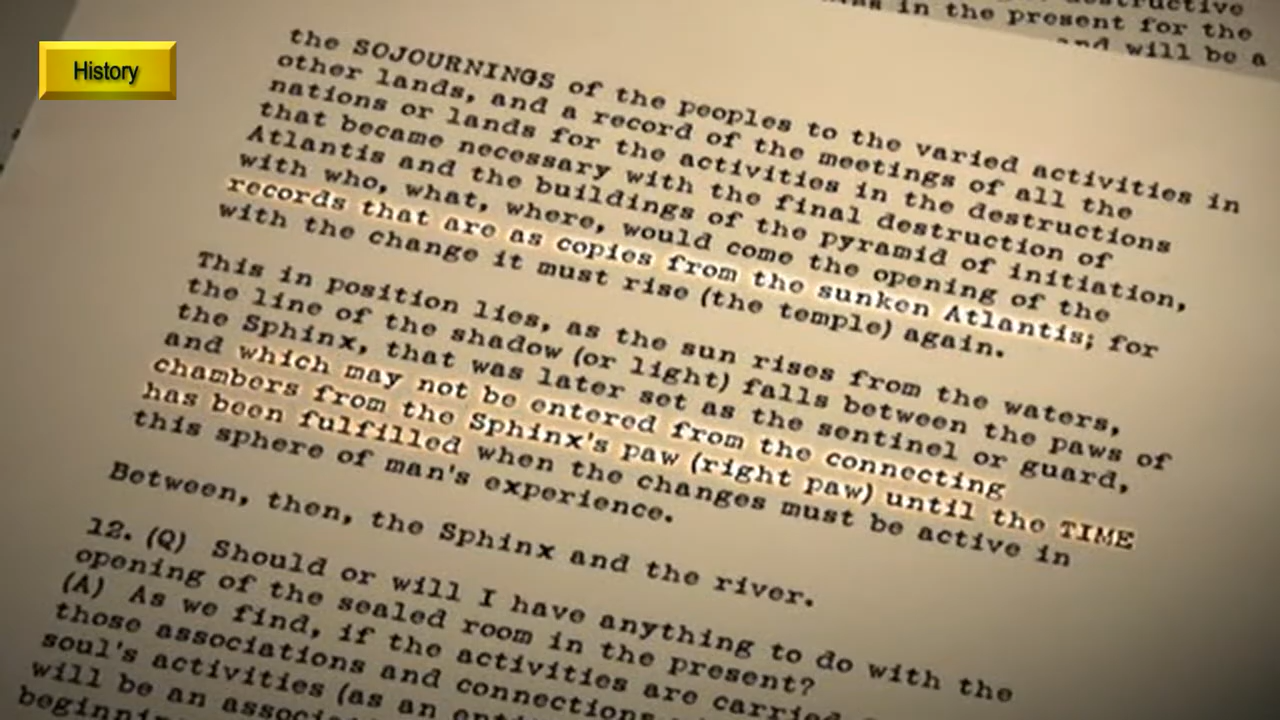 History
in the present for the
and will be a
the SOJOURNINGS of the peoples to the varied activities in
other lands, and a record of the meetings of all the
nations or lands for the activities in the destructions
that became necessary with the final destruction of
Atlantis and the buildings of the pyramid of initiation,
with who, what, where, would come the opening of the
records that are as copies from the sunken Atlantis; for
with the change it must rise (the temple) again.
This in position lies, as the sun rises from the waters,
the line of the shadow (or light) falls between the paws of
the Sphinx, that was later set as the sentinel or guard,
and which may not be entered from the connecting
chambers from the Sphinx's paw (right paw) until the TIME
has been fulfilled when the changes must be active in
this sphere of man's experience.
Between, then, the Sphinx and the river.
12. (Q) Should or will I have anything to do with the
opening of the sealed room in the present?
(A) As we find, if the activities are carried
those associations and connections
soul's activities (as an
will be an